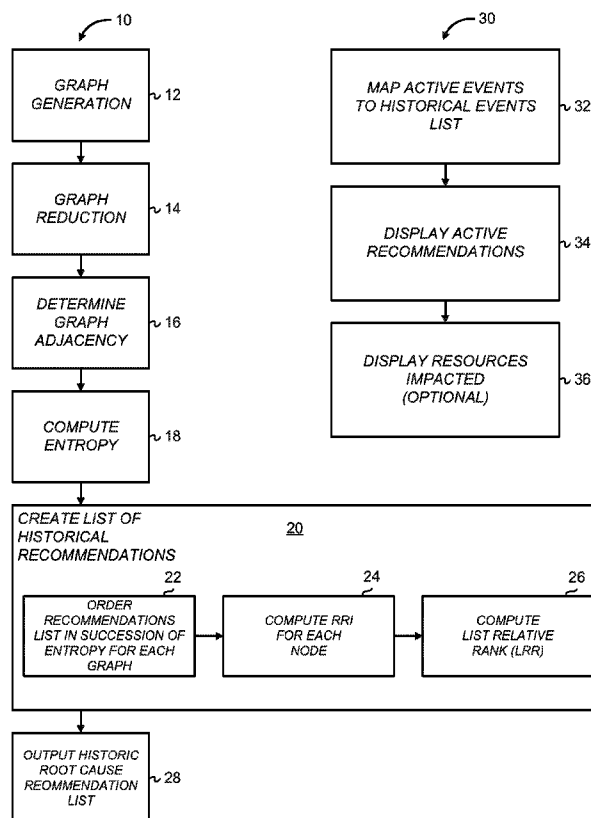 10
GRAPH
GENERATION
12
GRAPH
REDUCTION
14
DETERMINE
GRAPH
ADJACENCY
16
COMPUTE
ENTROPY
18
CREATE LIST OF
HISTORICAL
RECOMMENDATIONS
20
22
ORDER
RECOMMENDATIONS
LIST IN SUCCESSION OF
ENTROPY FOR EACH
GRAPH
24
COMPUTE RRI
FOR EACH
NODE
26
COMPUTE
LIST RELATIVE
RANK (LRR)
OUTPUT HISTORIC
ROOT CAUSE
REOMMENDATION
LIST
28
30
MAP ACTIVE EVENTS
TO HISTORICAL EVENTS
LIST
32
DISPLAY ACTIVE
RECOMMENDATIONS
34
DISPLAY RESOURCES
IMPACTED
(OPTIONAL)
36